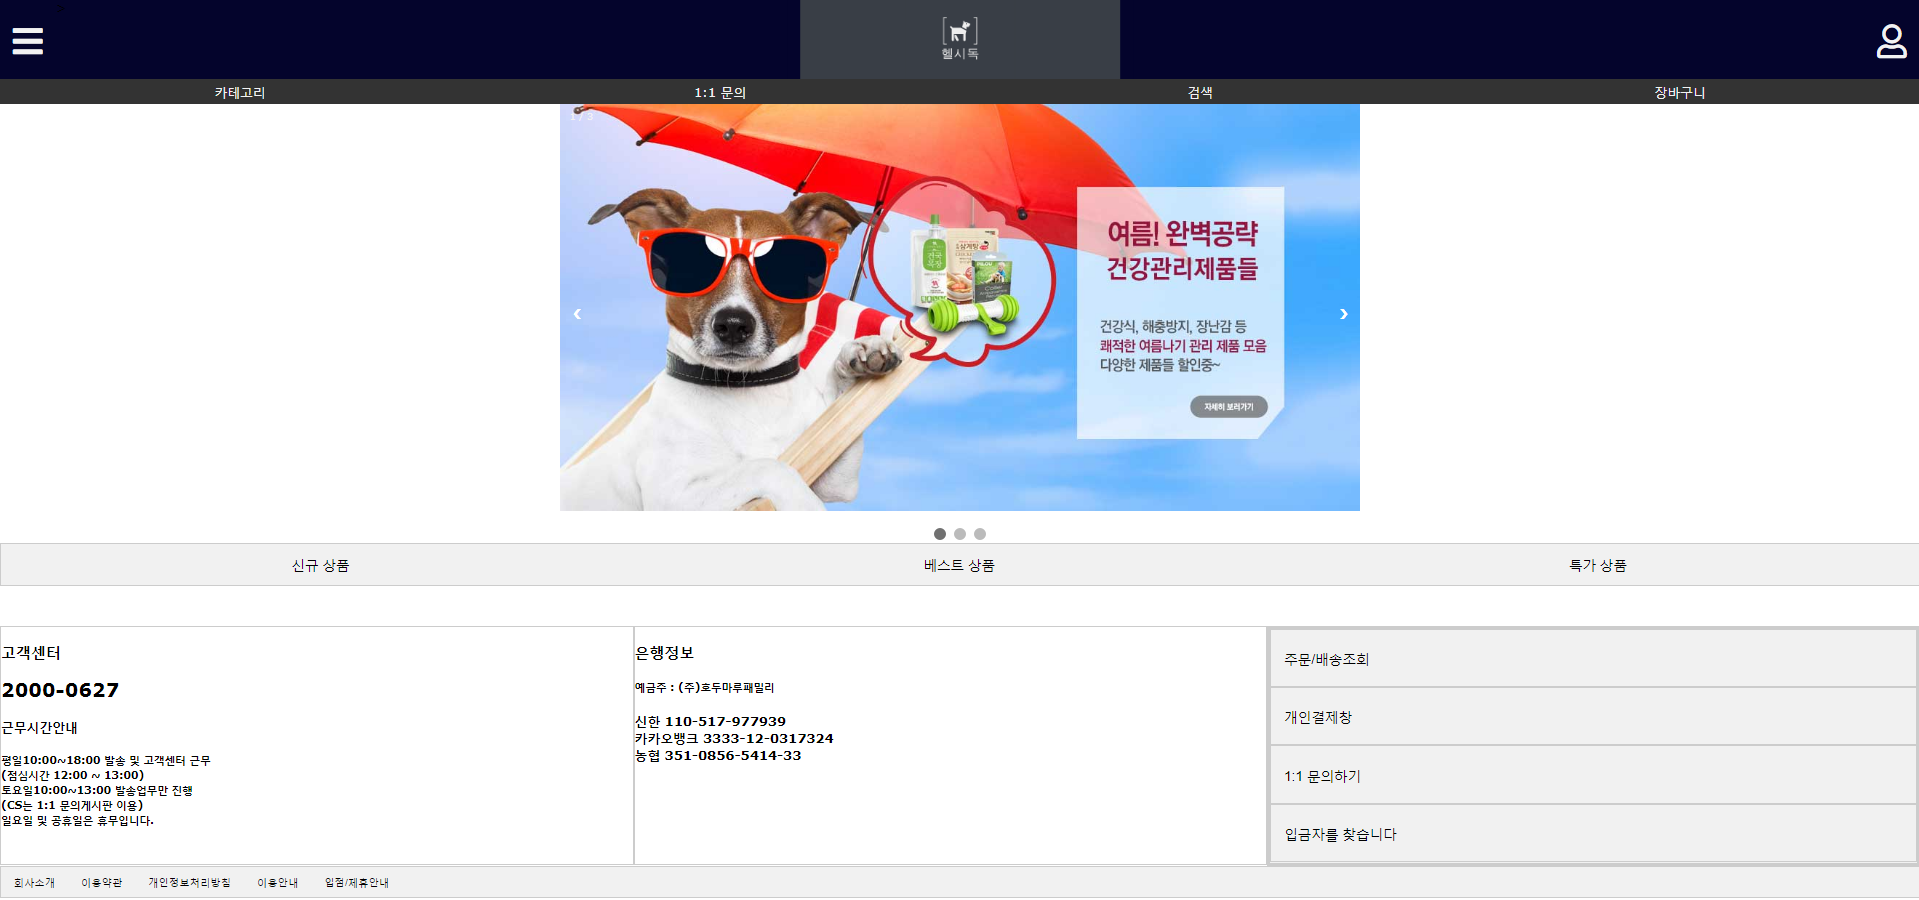 헬시독
카테고리
1:1 문의
검색
장바구니
1 / 3
여름! 완벽공략
건강관리제품들
건강식, 해충방지, 장난감 등
쾌적한 여름나기 관리 제품 모음
다양한 제품들 할인중~
자세히 보러가기
신규 상품
베스트 상품
특가 상품
고객센터
2000-0627
근무시간안내
평일10:00~18:00 발송 및 고객센터 근무
(점심시간 12:00 ~ 13:00)
토요일10:00~13:00 발송업무만 진행
(CS는 1:1 문의게시판 이용)
일요일 및 공휴일은 휴무입니다.
은행정보
예금주 : (주)호두마루패밀리
신한 110-517-977939
카카오뱅크 3333-12-0317324
농협 351-0856-5414-33
주문/배송조회
개인결제창
1:1 문의하기
입금자를 찾습니다
회사소개
이용약관
개인정보처리방침
이용안내
입점/제휴안내